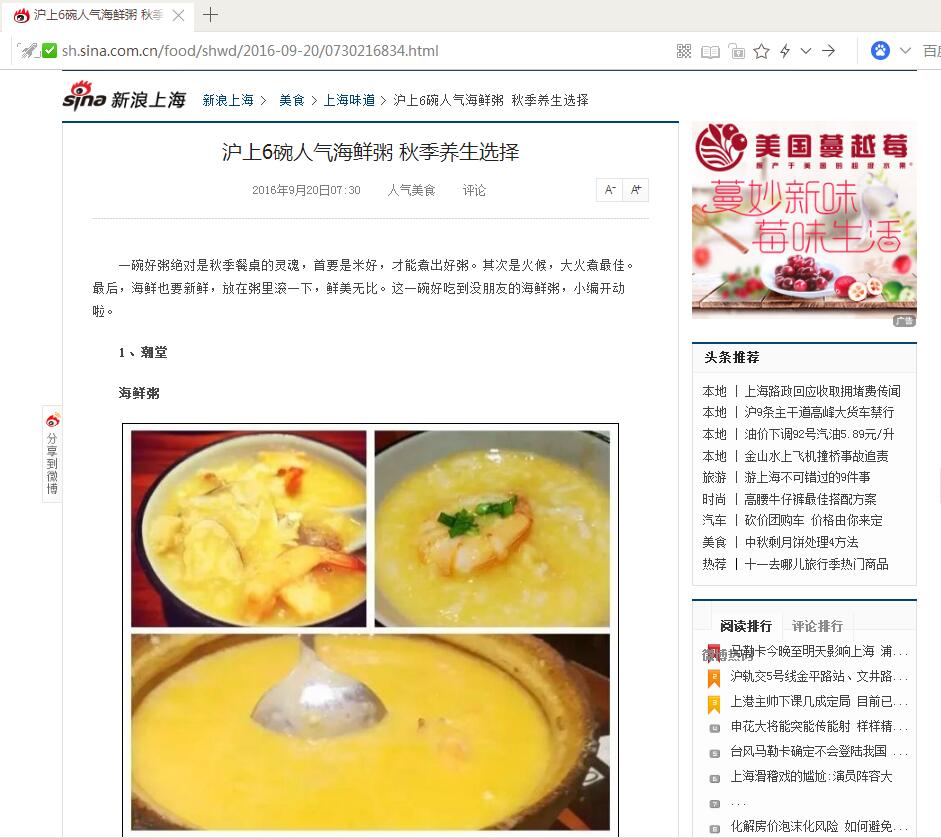 沪上6碗人气海鲜粥 秋季
sh.sina.com.cn/food/shwd/2016-09-20/0730216834.html
百度
sina 新浪上海
新浪上海 > 美食 > 上海味道 > 沪上6碗人气海鲜粥 秋季养生选择
沪上6碗人气海鲜粥 秋季养生选择
2016年9月20日07:30 人气美食 评论
A- A+
一碗好粥绝对是秋季餐桌的灵魂，首要是米好，才能煮出好粥。其次是火候，大火煮最佳。
最后，海鲜也要新鲜，放在粥里滚一下，鲜美无比。这一碗好吃到没朋友的海鲜粥，小编开动
啦。
1、潮堂
海鲜粥
分享到微博
美国蔓越莓
原产于美国的超级水果
蔓妙新味
莓味生活
广告
头条推荐
本地 | 上海路政回应收取拥堵费传闻
本地 | 沪9条主干道高峰大货车禁行
本地 | 油价下调92号汽油5.89元/升
本地 | 金山水上飞机撞桥事故追责
旅游 | 游上海不可错过的9件事
时尚 | 高腰牛仔裤最佳搭配方案
汽车 | 砍价团购车 价格由你来定
美食 | 中秋剩月饼处理4方法
热荐 | 十一去哪儿旅行季热门商品
阅读排行 评论排行
马勒卡今晚至明天影响上海 浦...
2 沪轨交5号线金平路站、文井路...
3 上港主帅下课几成定局 目前已...
4 申花大将能突能传能射 样样精...
5 台风马勒卡确定不会登陆我国 ...
6 上海滑稽戏的尴尬:演员阵容大
7 ...
8 化解房价泡沫化风险 如何避免...